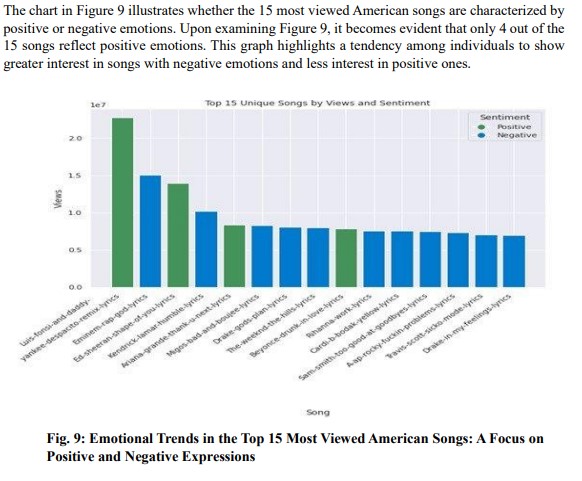 The chart in Figure 9 illustrates whether the 15 most viewed American songs are characterized by
positive or negative emotions. Upon examining Figure 9, it becomes evident that only 4 out of the
15 songs reflect positive emotions. This graph highlights a tendency among individuals to show
greater interest in songs with negative emotions and less interest in positive ones.
1e7
Top 15 Unique Songs by Views and Sentiment
Sentiment
Positive
Negative
2.0
1.5
1.0
0.5
0.0
Views
Luis-fonsi-and-daddy-
yankee-despacito-remix-lyrics
Eminem-rap-god-lyrics
Ed-sheeran-shape-of-you-lyrics
Kendrick-lamar-humble-lyrics
Ariana-grande-thank-u-next-lyrics
Migos-bad-and-boujee-lyrics
Drake-gods-plan-lyrics
The-weeknd-the-hills-lyrics
Beyonce-drunk-in-love-lyrics
Rihanna-work-lyrics
Cardi-b-bodak-yellow-lyrics
Sam-smith-too-good-at-goodbyes-lyrics
A-ap-rocky-fuckin-problems-lyrics
Travis-scott-sicko-mode-lyrics
Drake-in-my-feelings-lyrics
Song
Fig. 9: Emotional Trends in the Top 15 Most Viewed American Songs: A Focus on
Positive and Negative Expressions